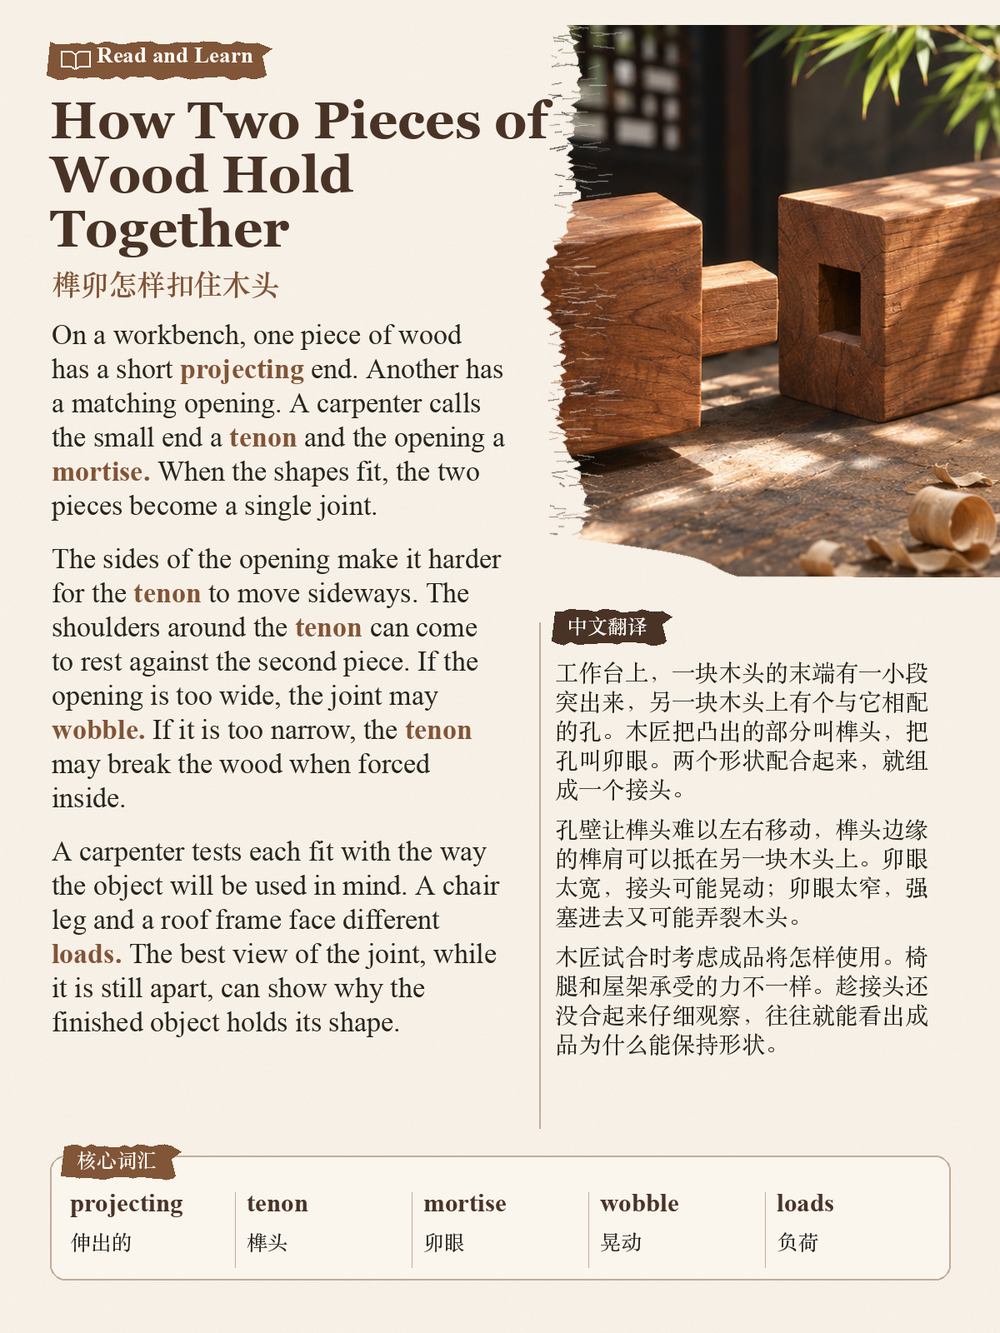 Read and Learn
How Two Pieces of
Wood Hold
Together
榫卯怎样扣住木头
On a workbench, one piece of wood
has a short projecting end. Another has
a matching opening. A carpenter calls
the small end a tenon and the opening a
mortise. When the shapes fit, the two
pieces become a single joint.
The sides of the opening make it harder
for the tenon to move sideways. The
shoulders around the tenon can come
to rest against the second piece. If the
opening is too wide, the joint may
wobble. If it is too narrow, the tenon
may break the wood when forced
inside.
A carpenter tests each fit with the way
the object will be used in mind. A chair
leg and a roof frame face different
loads. The best view of the joint, while
it is still apart, can show why the
finished object holds its shape.
中文翻译
工作台上，一块木头的末端有一小段
突出来，另一块木头上有个与它相配
的孔。木匠把凸出的部分叫榫头，把
孔叫卯眼。两个形状配合起来，就组
成一个接头。
孔壁让榫头难以左右移动，榫头边缘
的榫肩可以抵在另一块木头上。卯眼
太宽，接头可能晃动；卯眼太窄，强
塞进去又可能弄裂木头。
木匠试合时考虑成品将怎样使用。椅
腿和屋架承受的力不一样。趁接头还
没合起来仔细观察，往往就能看出成
品为什么能保持形状。
核心词汇
projecting
伸出的
tenon
榫头
mortise
卯眼
wobble
晃动
loads
负荷